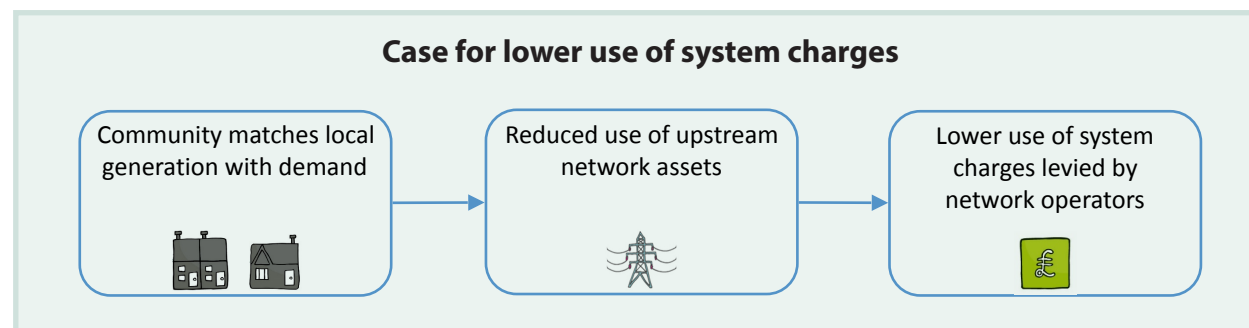 Case for lower use of system charges
Community matches local
generation with demand
Reduced use of upstream
network assets
Lower use of system
charges levied by
network operators
£